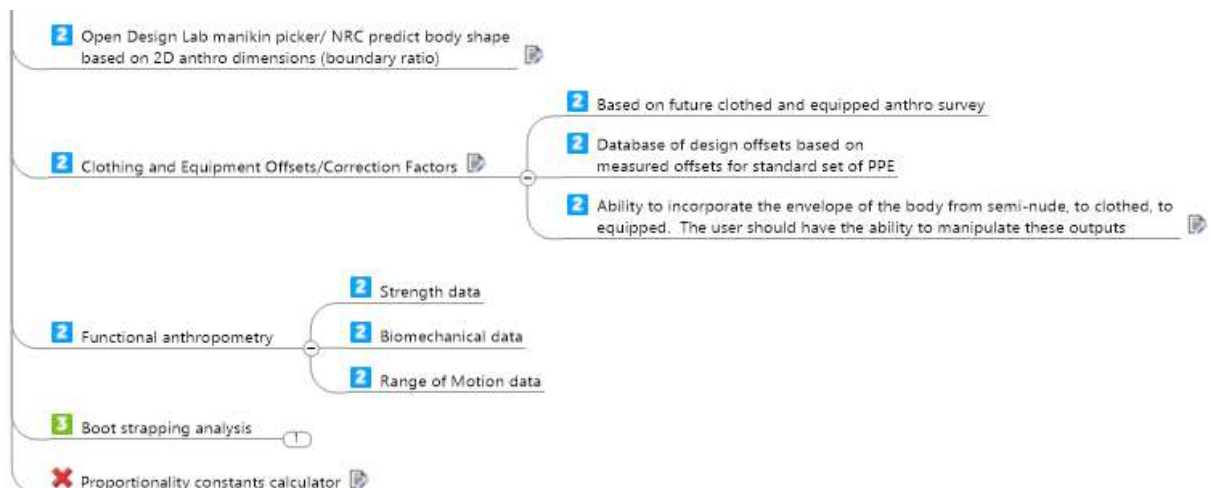 2 Open Design Lab manikin picker/ NRC predict body shape
based on 2D anthro dimensions (boundary ratio)
2 Clothing and Equipment Offsets/Correction Factors
2 Based on future clothed and equipped anthro survey
2 Database of design offsets based on
measured offsets for standard set of PPE
2 Ability to incorporate the envelope of the body from semi-nude, to clothed, to
equipped. The user should have the ability to manipulate these outputs
2 Functional anthropometry
2 Strength data
2 Biomechanical data
2 Range of Motion data
3 Boot strapping analysis 1
Proportionality constants calculator